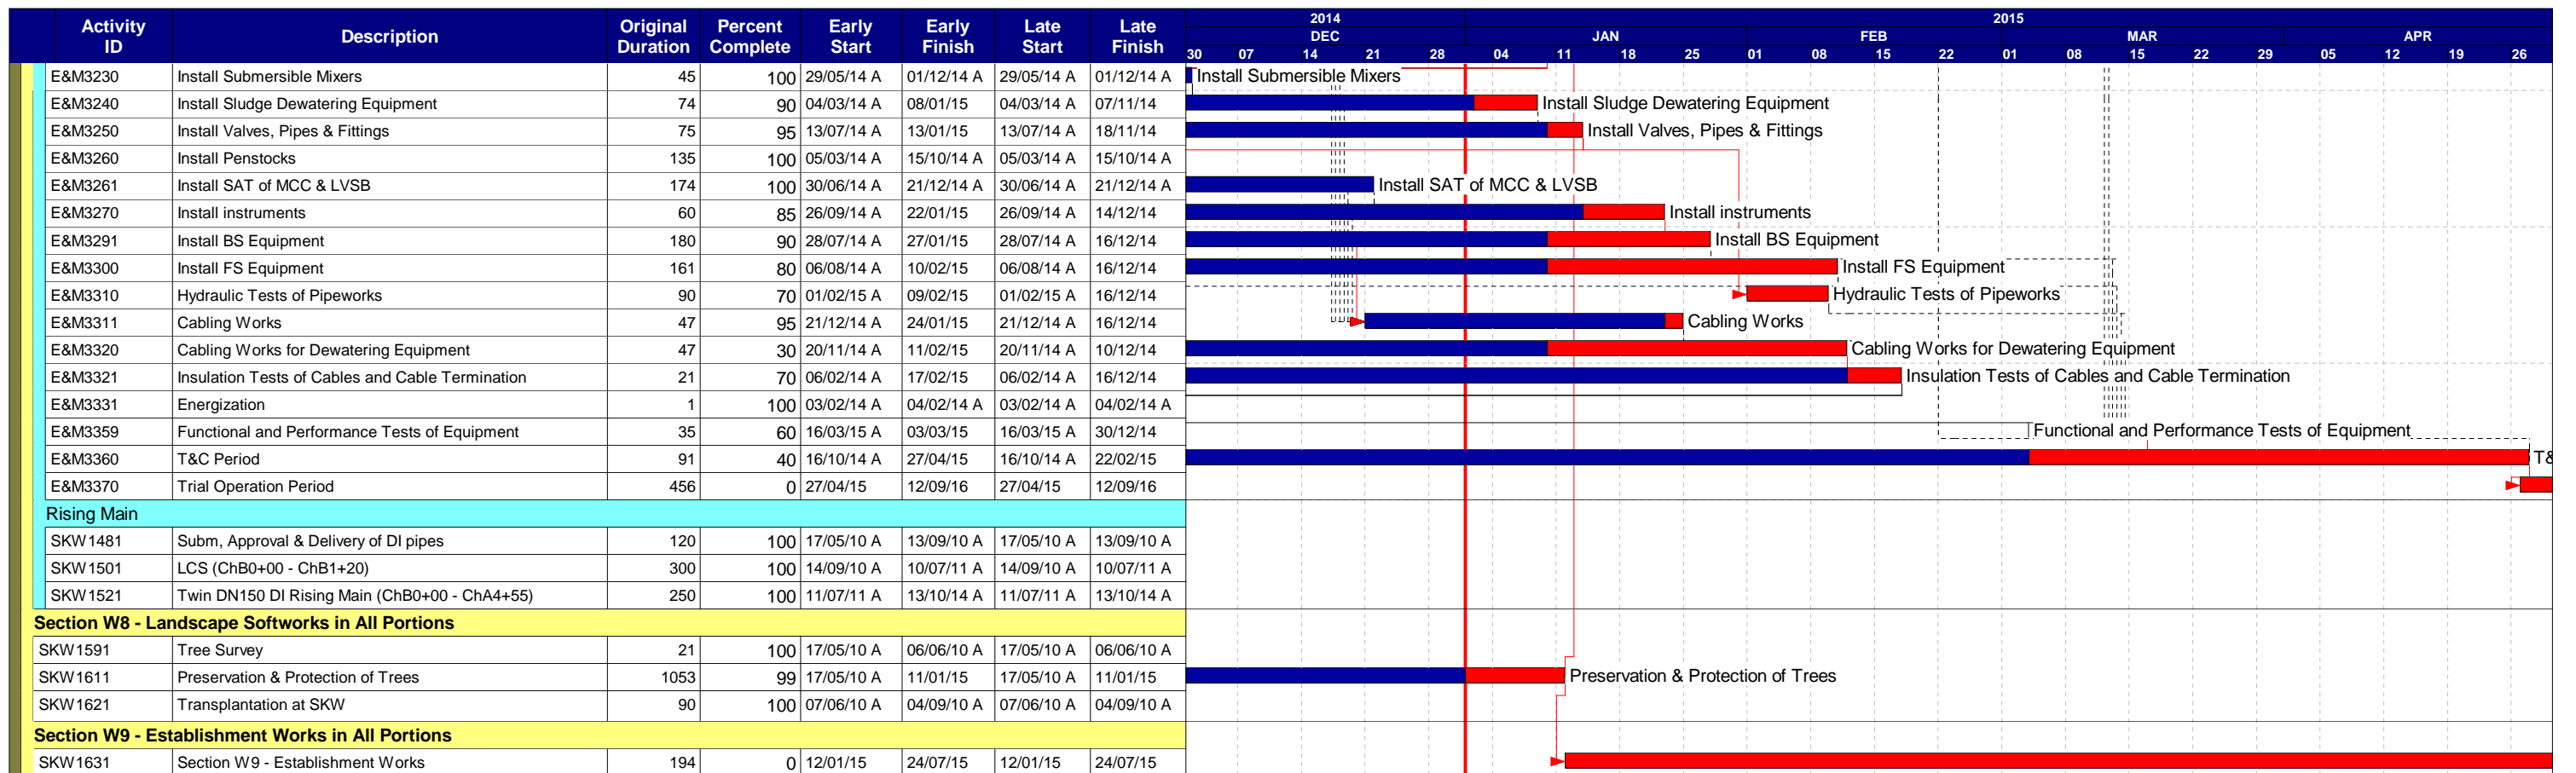 Activity ID Description Original Duration Percent Complete Early Start Early Finish Late Start Late Finish
2014 2015
DEC JAN FEB MAR APR
30 07 14 21 28 04 11 18 25 01 08 15 22 01 08 15 22 29 05 12 19 26
E&M3230 Install Submersible Mixers 45 100 29/05/14 A 01/12/14 A 29/05/14 A 01/12/14 A Install Submersible Mixers
E&M3240 Install Sludge Dewatering Equipment 74 90 04/03/14 A 08/01/15 04/03/14 A 07/11/14 Install Sludge Dewatering Equipment
E&M3250 Install Valves, Pipes & Fittings 75 95 13/07/14 A 13/01/15 13/07/14 A 18/11/14 Install Valves, Pipes & Fittings
E&M3260 Install Penstocks 135 100 05/03/14 A 15/10/14 A 05/03/14 A 15/10/14 A
E&M3261 Install SAT of MCC & LVSB 174 100 30/06/14 A 21/12/14 A 30/06/14 A 21/12/14 A Install SAT of MCC & LVSB
E&M3270 Install instruments 60 85 26/09/14 A 22/01/15 26/09/14 A 14/12/14 Install instruments
E&M3291 Install BS Equipment 180 90 28/07/14 A 27/01/15 28/07/14 A 16/12/14 Install BS Equipment
E&M3300 Install FS Equipment 161 80 06/08/14 A 10/02/15 06/08/14 A 16/12/14 Install FS Equipment
E&M3310 Hydraulic Tests of Pipeworks 90 70 01/02/15 A 09/02/15 01/02/15 A 16/12/14 Hydraulic Tests of Pipeworks
E&M3311 Cabling Works 47 95 21/12/14 A 24/01/15 21/12/14 A 16/12/14 Cabling Works
E&M3320 Cabling Works for Dewatering Equipment 47 30 20/11/14 A 11/02/15 20/11/14 A 10/12/14 Cabling Works for Dewatering Equipment
E&M3321 Insulation Tests of Cables and Cable Termination 21 70 06/02/14 A 17/02/15 06/02/14 A 16/12/14 Insulation Tests of Cables and Cable Termination
E&M3331 Energization 1 100 03/02/14 A 04/02/14 A 03/02/14 A 04/02/14 A
E&M3359 Functional and Performance Tests of Equipment 35 60 16/03/15 A 03/03/15 16/03/15 A 30/12/14 Functional and Performance Tests of Equipment
E&M3360 T&C Period 91 40 16/10/14 A 27/04/15 16/10/14 A 22/02/15 T&
E&M3370 Trial Operation Period 456 0 27/04/15 12/09/16 27/04/15 12/09/16
Rising Main
SKW1481 Subm, Approval & Delivery of DI pipes 120 100 17/05/10 A 13/09/10 A 17/05/10 A 13/09/10 A
SKW1501 LCS (ChB0+00 - ChB1+20) 300 100 14/09/10 A 10/07/11 A 14/09/10 A 10/07/11 A
SKW1521 Twin DN150 DI Rising Main (ChB0+00 - ChA4+55) 250 100 11/07/11 A 13/10/14 A 11/07/11 A 13/10/14 A
Section W8 - Landscape Softworks in All Portions
SKW1591 Tree Survey 21 100 17/05/10 A 06/06/10 A 17/05/10 A 06/06/10 A
SKW1611 Preservation & Protection of Trees 1053 99 17/05/10 A 11/01/15 17/05/10 A 11/01/15 Preservation & Protection of Trees
SKW1621 Transplantation at SKW 90 100 07/06/10 A 04/09/10 A 07/06/10 A 04/09/10 A
Section W9 - Establishment Works in All Portions
SKW1631 Section W9 - Establishment Works 194 0 12/01/15 24/07/15 12/01/15 24/07/15